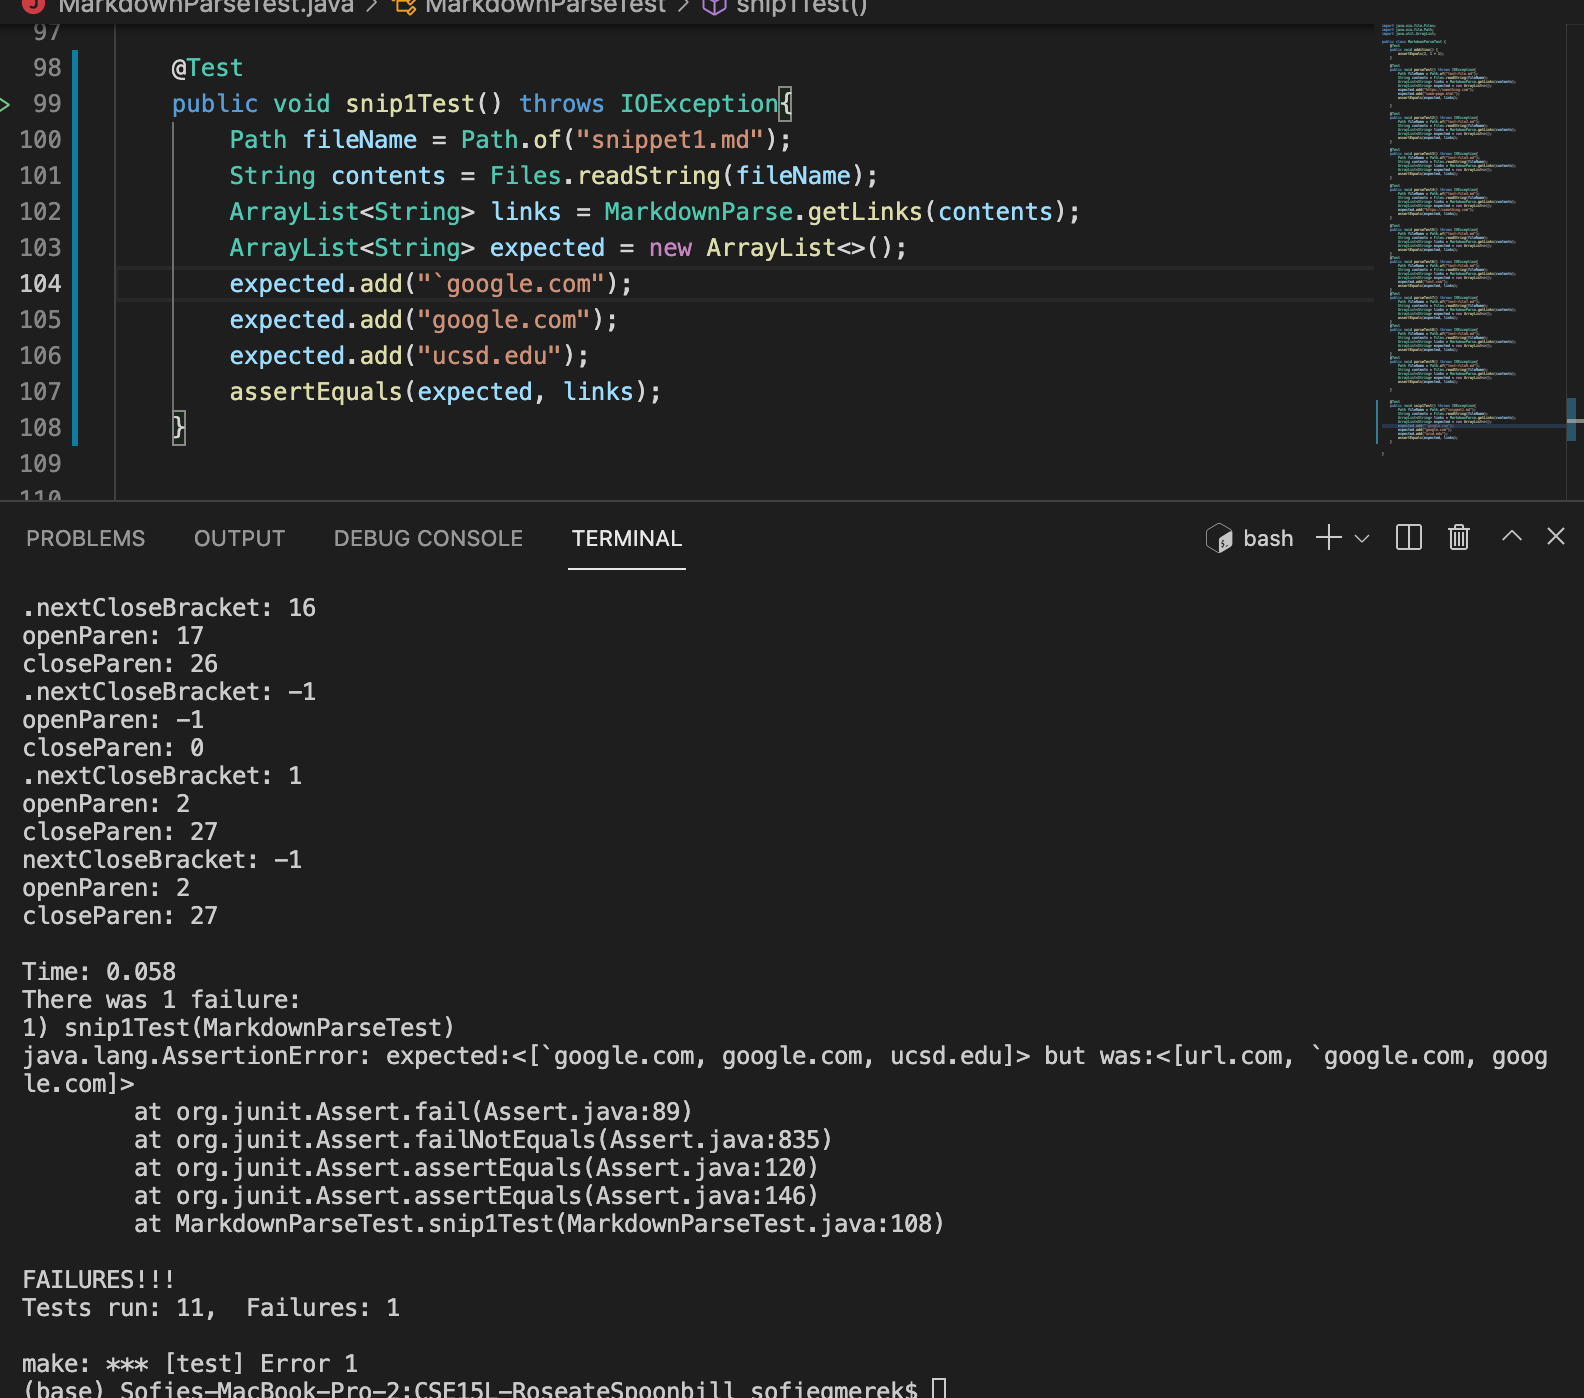 MarkdownParseTest.java > MarkdownParseTest > snip1Test()
97
98 @Test
99 public void snip1Test() throws IOException{
100 Path fileName = Path.of("snippet1.md");
101 String contents = Files.readString(fileName);
102 ArrayList<String> links = MarkdownParse.getLinks(contents);
103 ArrayList<String> expected = new ArrayList<>();
104 expected.add("`google.com");
105 expected.add("google.com");
106 expected.add("ucsd.edu");
107 assertEquals(expected, links);
108 }
109
110
PROBLEMS OUTPUT DEBUG CONSOLE TERMINAL bash
.nextCloseBracket: 16
openParen: 17
closeParen: 26
.nextCloseBracket: -1
openParen: -1
closeParen: 0
.nextCloseBracket: 1
openParen: 2
closeParen: 27
nextCloseBracket: -1
openParen: 2
closeParen: 27
Time: 0.058
There was 1 failure:
1) snip1Test(MarkdownParseTest)
java.lang.AssertionError: expected:<[`google.com, google.com, ucsd.edu]> but was:<[url.com, `google.com, goog
le.com]>
at org.junit.Assert.fail(Assert.java:89)
at org.junit.Assert.failNotEquals(Assert.java:835)
at org.junit.Assert.assertEquals(Assert.java:120)
at org.junit.Assert.assertEquals(Assert.java:146)
at MarkdownParseTest.snip1Test(MarkdownParseTest.java:108)
FAILURES!!!
Tests run: 11,  Failures: 1
make: *** [test] Error 1
(base) Sofies-MacBook-Pro-2:CSE15L-RoseateSpoonbill sofiegmerek$